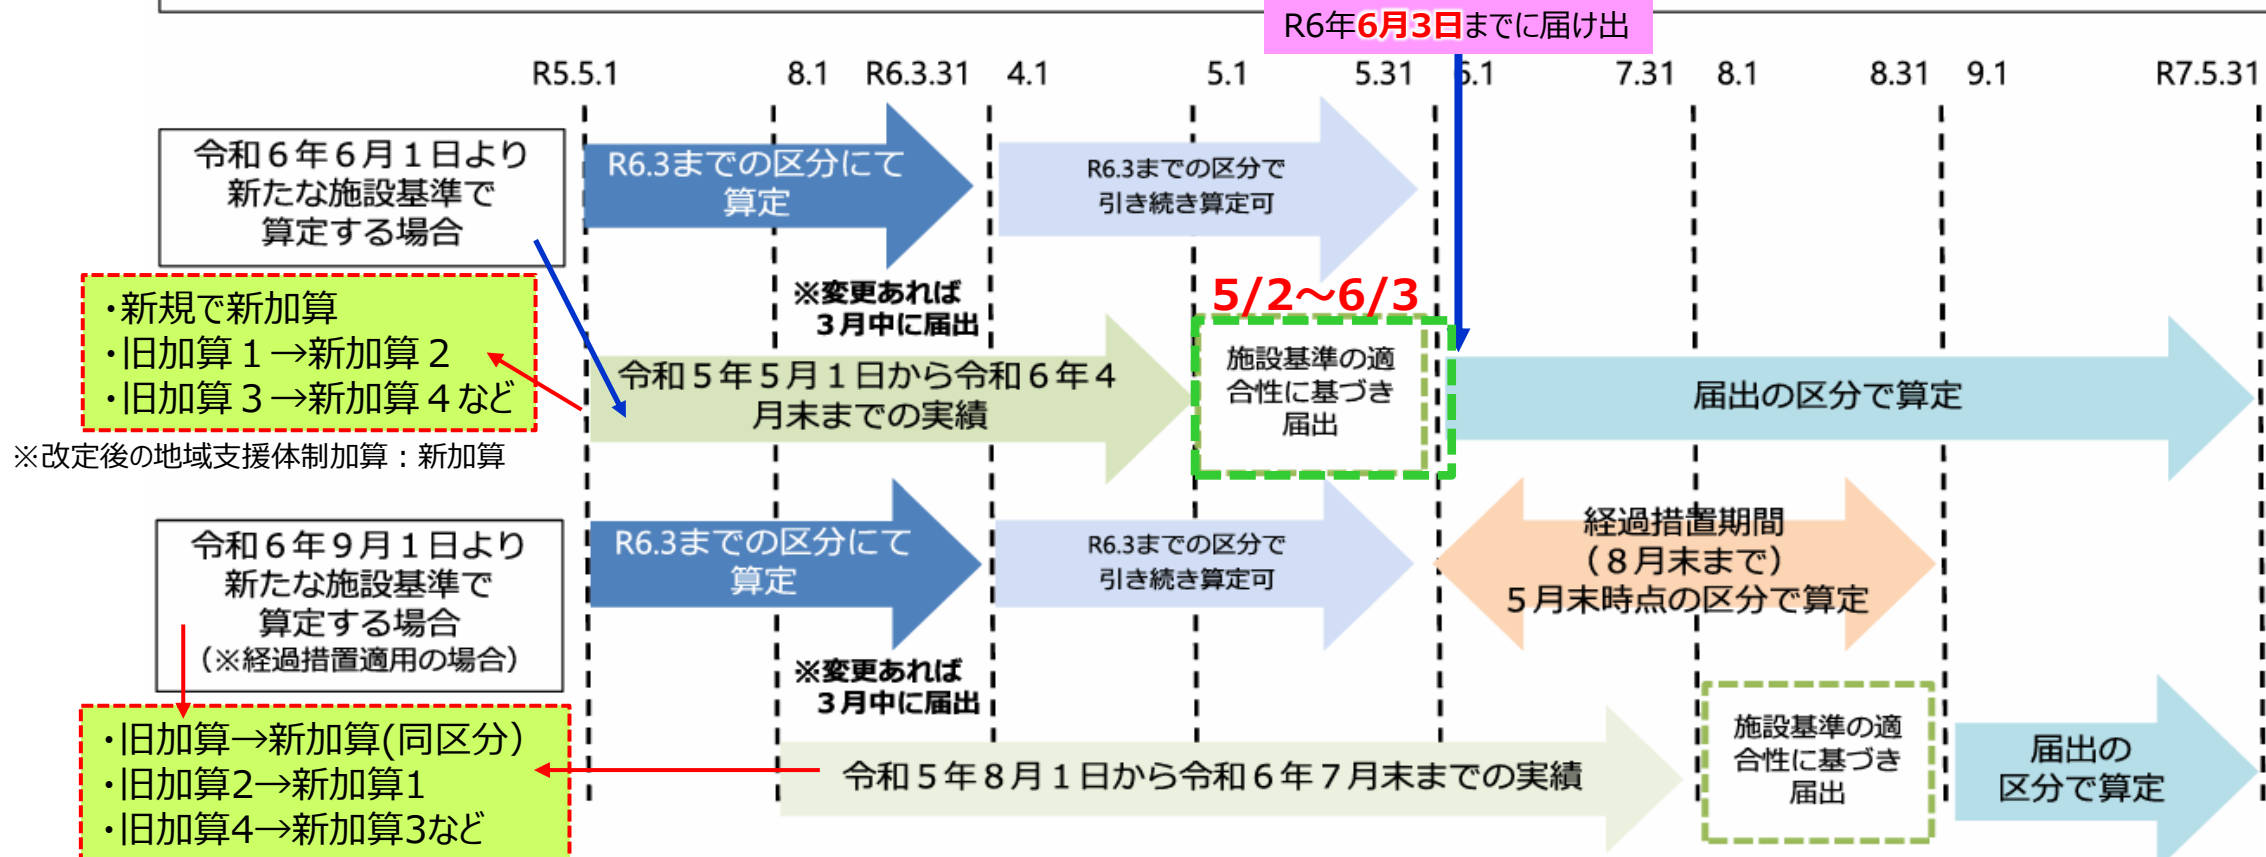 R6年6月3日までに届け出
R5.5.1 8.1 R6.3.31 4.1 5.1 5.31 6.1 7.31 8.1 8.31 9.1 R7.5.31
令和６年６月１日より
新たな施設基準で
算定する場合
R6.3までの区分にて
算定
R6.3までの区分で
引き続き算定可
※変更あれば
３月中に届出
5/2～6/3
・新規で新加算
・旧加算１→新加算２
・旧加算３→新加算４など
※改定後の地域支援体制加算：新加算
令和５年５月１日から令和６年４
月末までの実績
施設基準の適
合性に基づき
届出
届出の区分で算定
令和６年９月１日より
新たな施設基準で
算定する場合
（※経過措置適用の場合）
R6.3までの区分にて
算定
R6.3までの区分で
引き続き算定可
経過措置期間
（８月末まで）
５月末時点の区分で算定
※変更あれば
３月中に届出
・旧加算→新加算(同区分）
・旧加算2→新加算1
・旧加算4→新加算3など
令和５年８月１日から令和６年７月末までの実績
施設基準の適
合性に基づき
届出
届出の
区分で算定